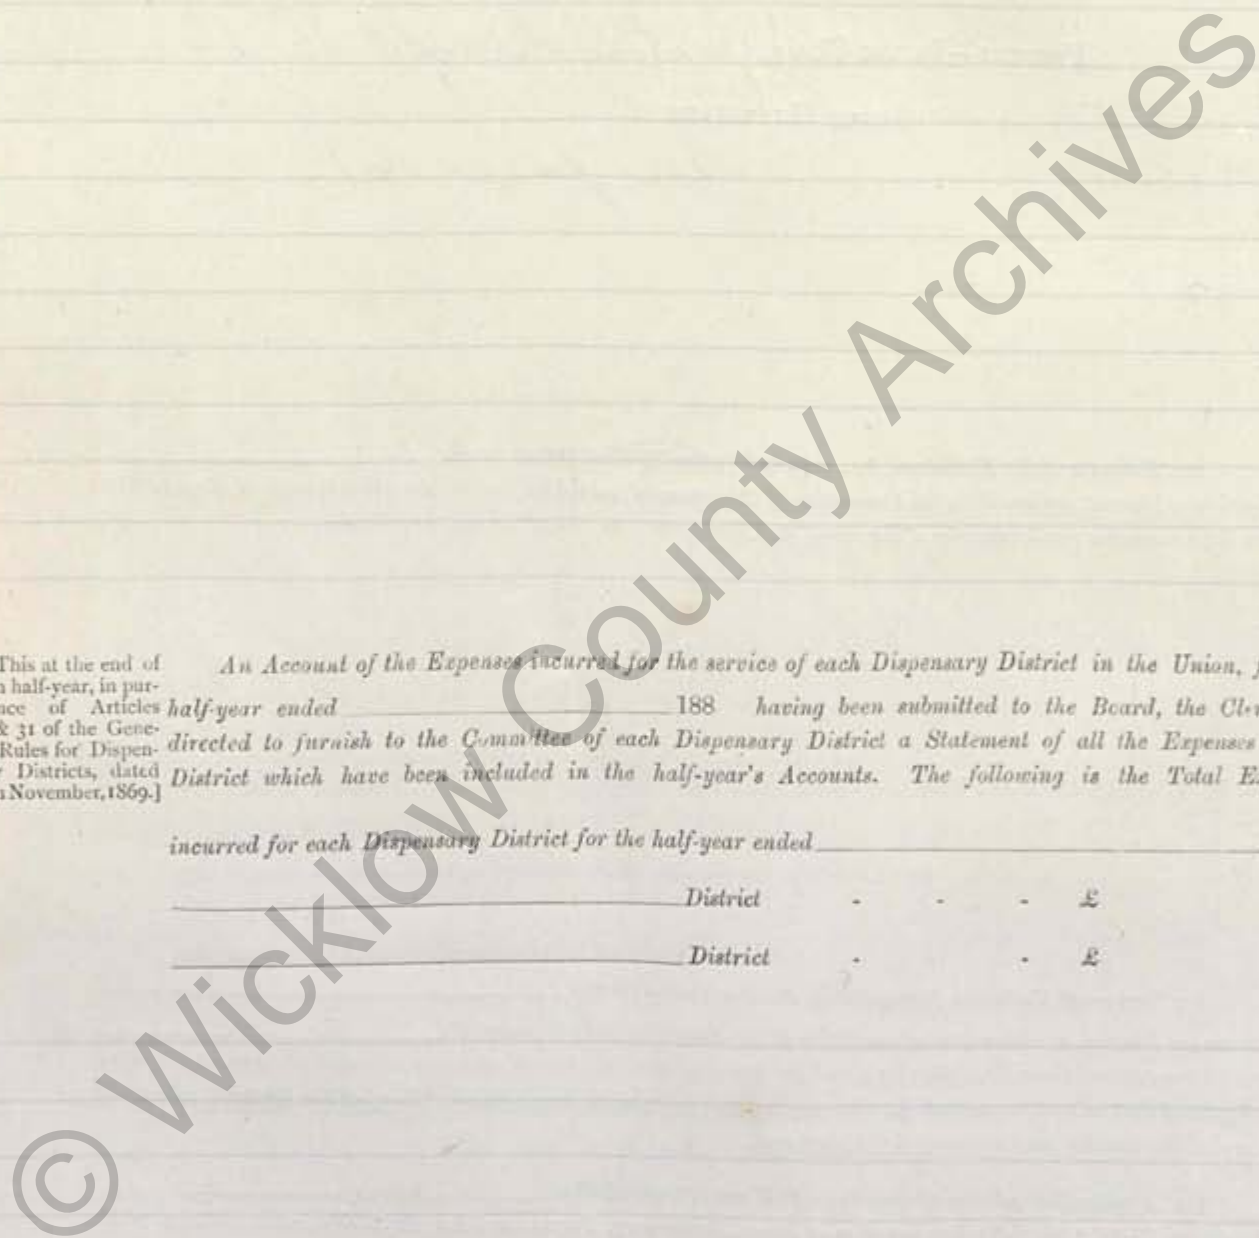 This at the end of
half-year, in pur-
of Articles
& 31 of the Gene-
Rules for Dispen-
Districts, dated
November, 1869.]
An Account of the Expenses incurred for the service of each Dispensary District in the Union,
half-year ended 188 having been submitted to the Board, the
directed to furnish to the Committee of each Dispensary District a Statement of all the Expenses
District which have been included in the half-year's Accounts. The following is the Total
incurred for each Dispensary District for the half-year ended
District - - - £
District - - £
© Wicklow County Archives